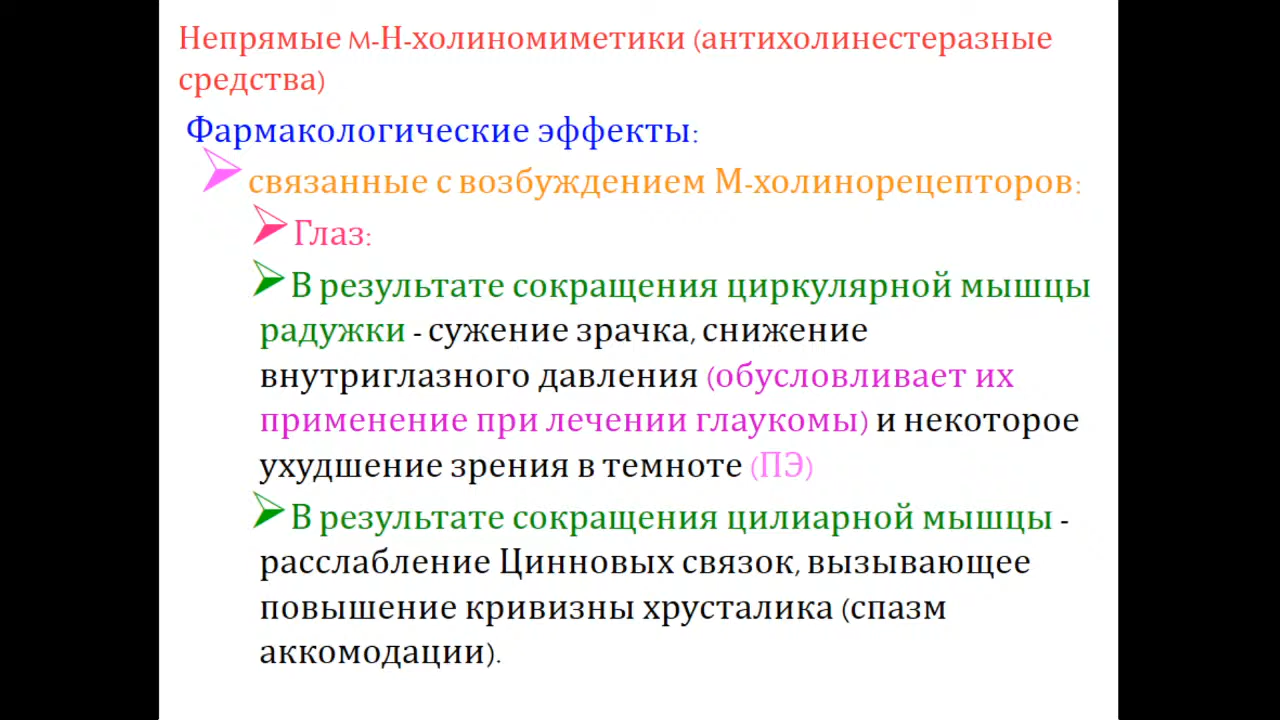 Непрямые м-Н-холиномиметики (антихолинестеразные
средства)
Фармакологические эффекты:
связанные с возбуждением М-холинорецепторов:
Глаз:
В результате сокращения циркулярной мышцы
радужки - сужение зрачка, снижение
внутриглазного давления (обусловливает их
применение при лечении глаукомы) и некоторое
ухудшение зрения в темноте (ПЭ)
В результате сокращения цилиарной мышцы -
расслабление Цинновых связок, вызывающее
повышение кривизны хрусталика (спазм
аккомодации).